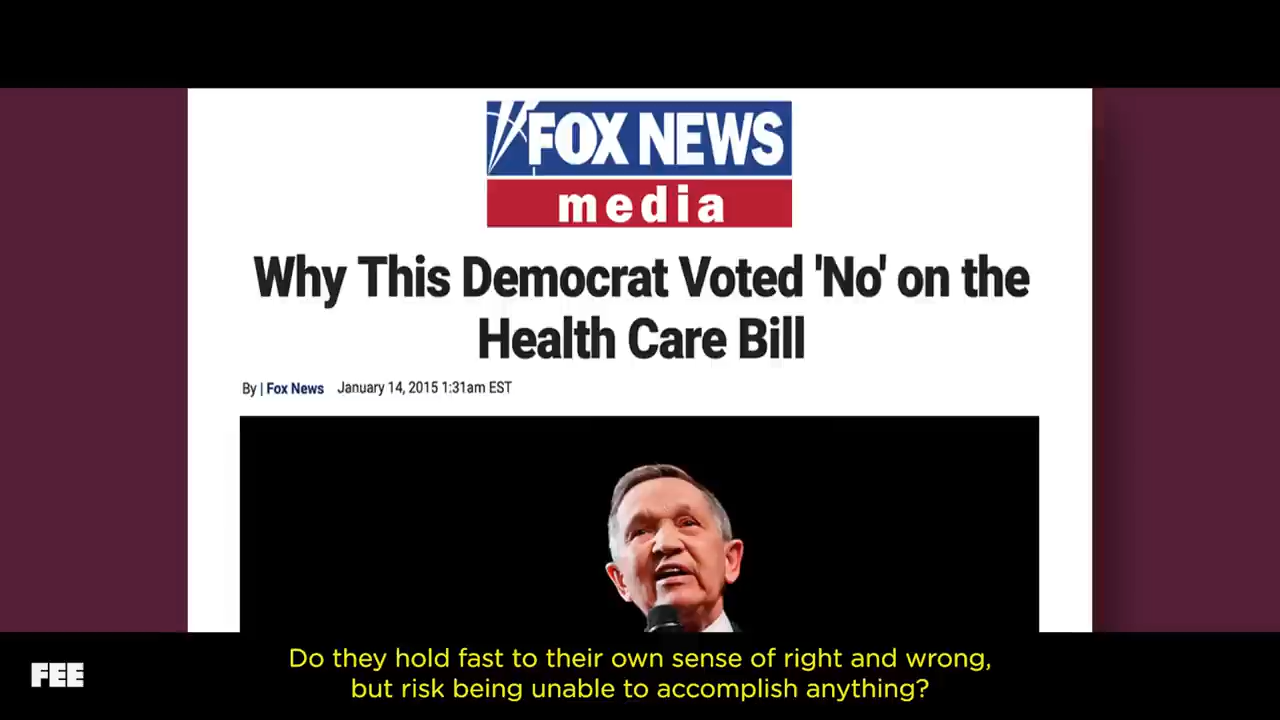 FOX NEWS
media
Why This Democrat Voted 'No' on the
Health Care Bill
By | Fox News January 14, 2015 1:31am EST
FEE
Do they hold fast to their own sense of right and wrong,
but risk being unable to accomplish anything?